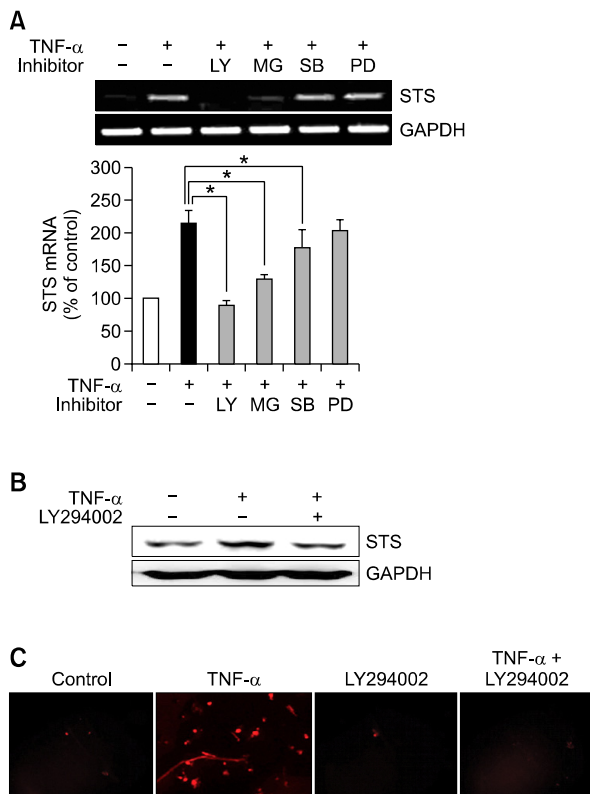 A
TNF-α – + + + + +
Inhibitor – – LY MG SB PD
STS
GAPDH
300
250
200
150
100
50
0
STS mRNA
(% of control)
*
*
*
TNF-α – + + + + +
Inhibitor – – LY MG SB PD
B
TNF-α – + +
LY294002 – – +
STS
GAPDH
C
Control TNF-α LY294002 TNF-α +
LY294002